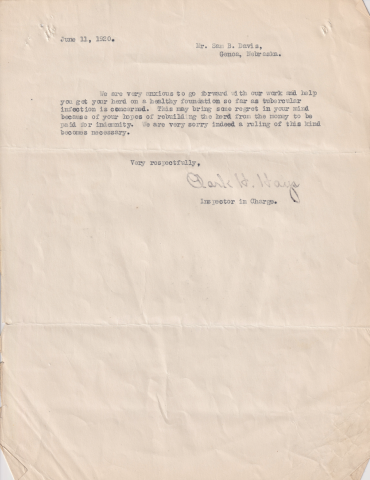 June 11, 1920.
Mr. Geo S. Davis,
Genoa, Nebraska.
We are very anxious to go forward with our work and help
you get your herd on a healthy foundation so far as tubercular
infection is concerned. This may bring some regret in your mind
because of your hopes of rebuilding the herd from the money to be
paid for indemnity. We are very sorry indeed a ruling of this kind
becomes necessary.
Very respectfully,
Clark H. Hays
Inspector in Charge.